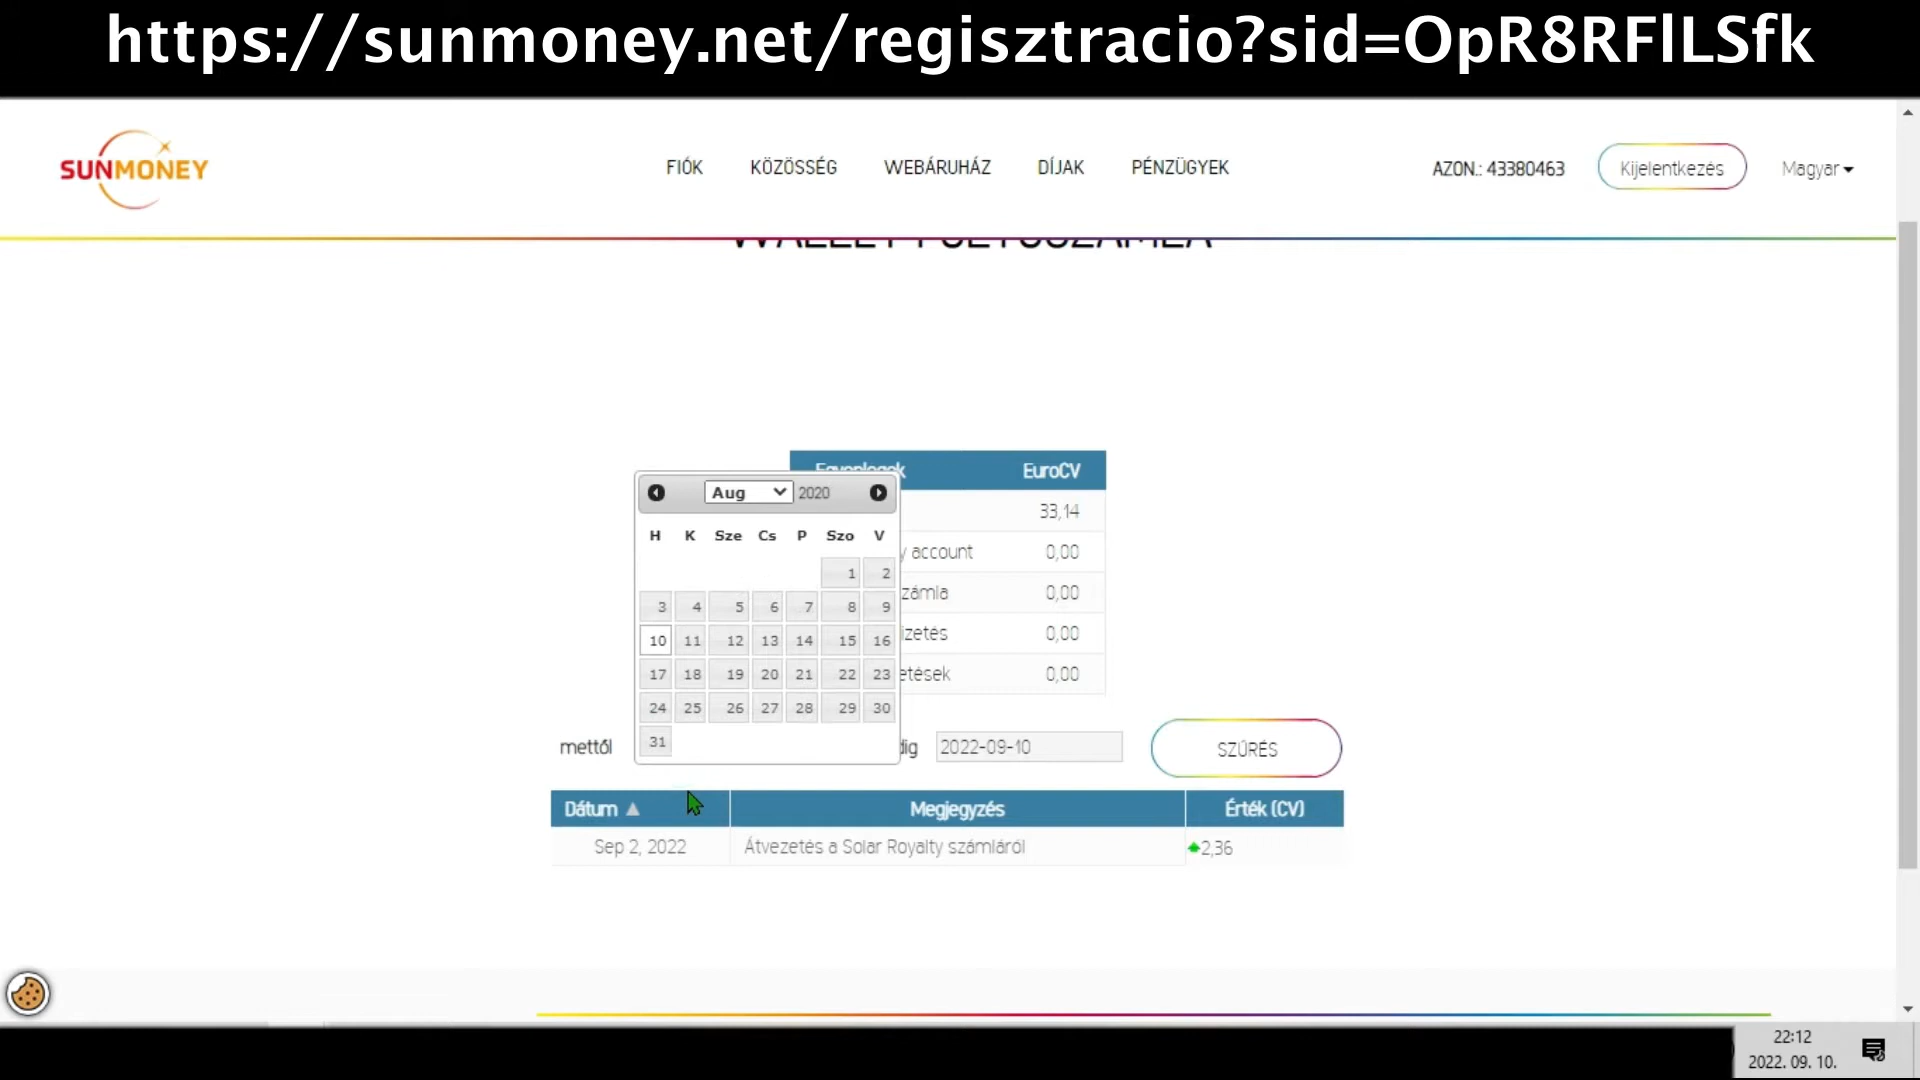 https://sunmoney.net/regisztracio?sid=OpR8RFlLSfk
SUNMONEY
FIÓK KÖZÖSSÉG WEBÁRUHÁZ DÍJAK PÉNZÜGYEK
AZON.: 43380463 Kijelentkezés Magyar
WALLET FOLYÓSZÁMLA
Egyenlegek EuroCV
33,14
account 0,00
0,00
0,00
0,00
Aug 2020
H K Sze Cs P Szo V
1 2
3 4 5 6 7 8 9
10 11 12 13 14 15 16
17 18 19 20 21 22 23
24 25 26 27 28 29 30
31
mettől 2022-09-10 SZŰRÉS
Dátum Megjegyzés Érték (CV)
Sep 2, 2022 Átvezetés a Solar Royalty számláról 2,36
22:12
2022. 09. 10.